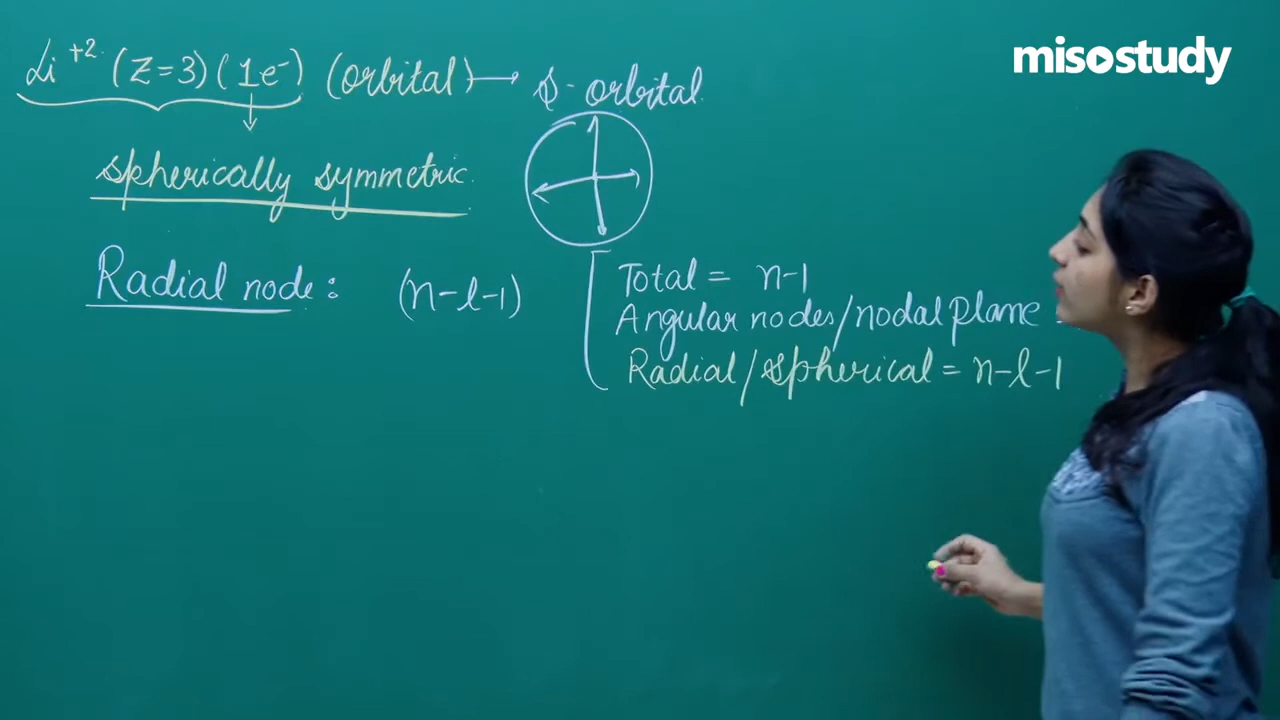 misostudy
Li+2 (Z=3) (1e⁻) (orbital) → s-orbital.
spherically symmetric.
Radial node: (n-l-1)
Total = n-1
Angular nodes/nodal plane
Radial/spherical = n-l-1